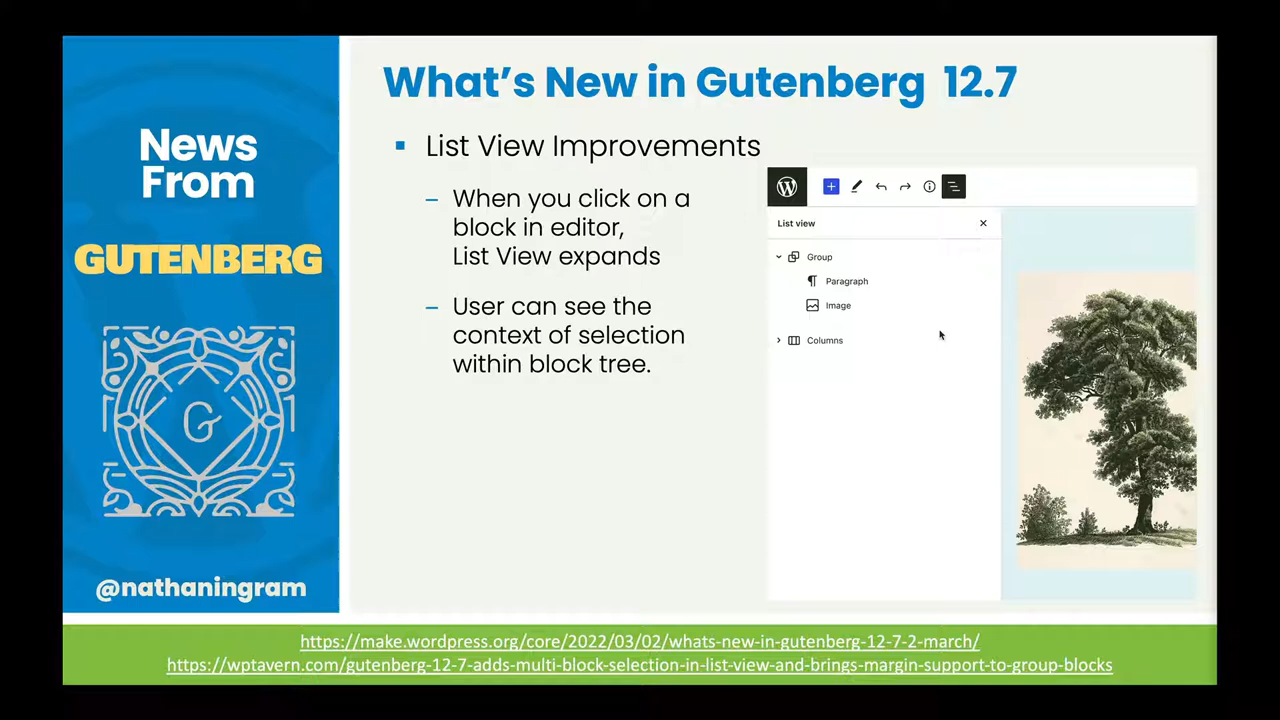 News
From
GUTENBERG
G
@nathaningram
What's New in Gutenberg 12.7
List View Improvements
– When you click on a
block in editor,
List View expands
– User can see the
context of selection
within block tree.
List view
Group
Paragraph
Image
Columns
https://make.wordpress.org/core/2022/03/02/whats-new-in-gutenberg-12-7-2-march/
https://wptavern.com/gutenberg-12-7-adds-multi-block-selection-in-list-view-and-brings-margin-support-to-group-blocks